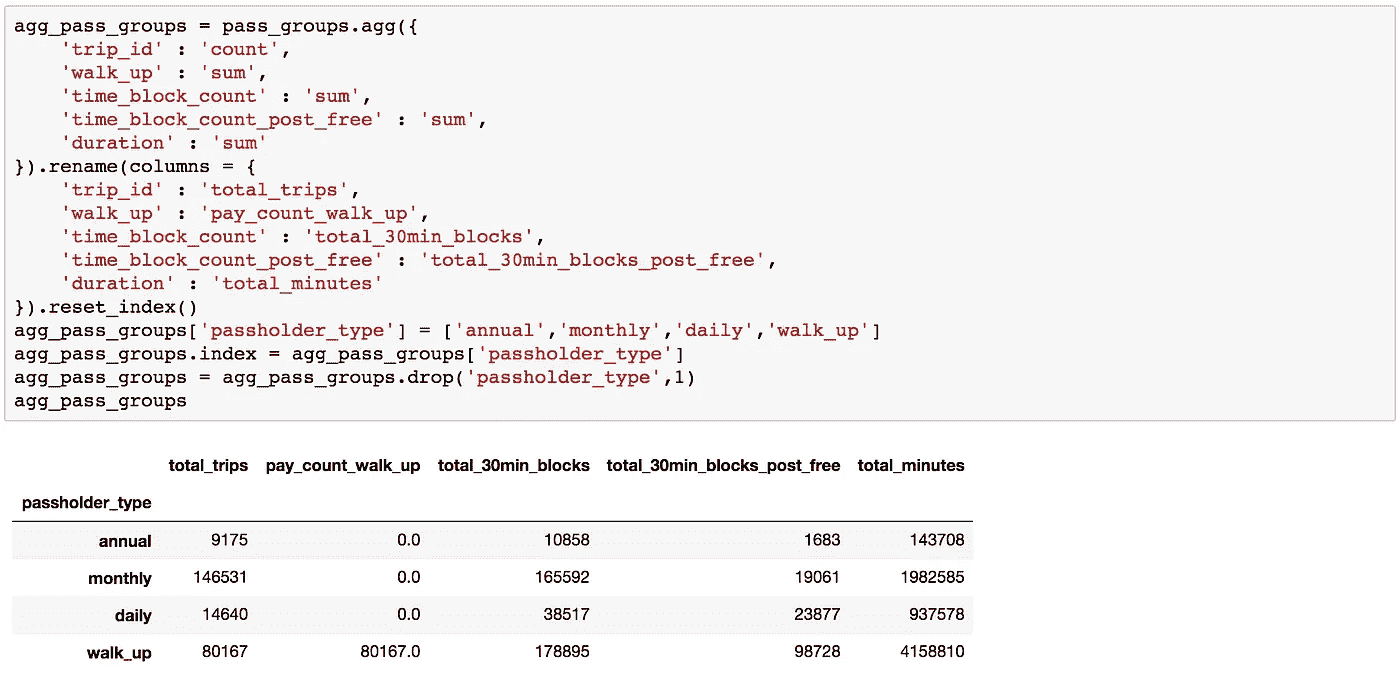 agg_pass_groups = pass_groups.agg({
    'trip_id' : 'count',
    'walk_up' : 'sum',
    'time_block_count' : 'sum',
    'time_block_count_post_free' : 'sum',
    'duration' : 'sum'
}).rename(columns = {
    'trip_id' : 'total_trips',
    'walk_up' : 'pay_count_walk_up',
    'time_block_count' : 'total_30min_blocks',
    'time_block_count_post_free' : 'total_30min_blocks_post_free',
    'duration' : 'total_minutes'
}).reset_index()
agg_pass_groups['passholder_type'] = ['annual','monthly','daily','walk_up']
agg_pass_groups.index = agg_pass_groups['passholder_type']
agg_pass_groups = agg_pass_groups.drop('passholder_type',1)
agg_pass_groups
total_trips pay_count_walk_up total_30min_blocks total_30min_blocks_post_free total_minutes
passholder_type
annual 9175 0.0 10858 1683 143708
monthly 146531 0.0 165592 19061 1982585
daily 14640 0.0 38517 23877 937578
walk_up 80167 80167.0 178895 98728 4158810